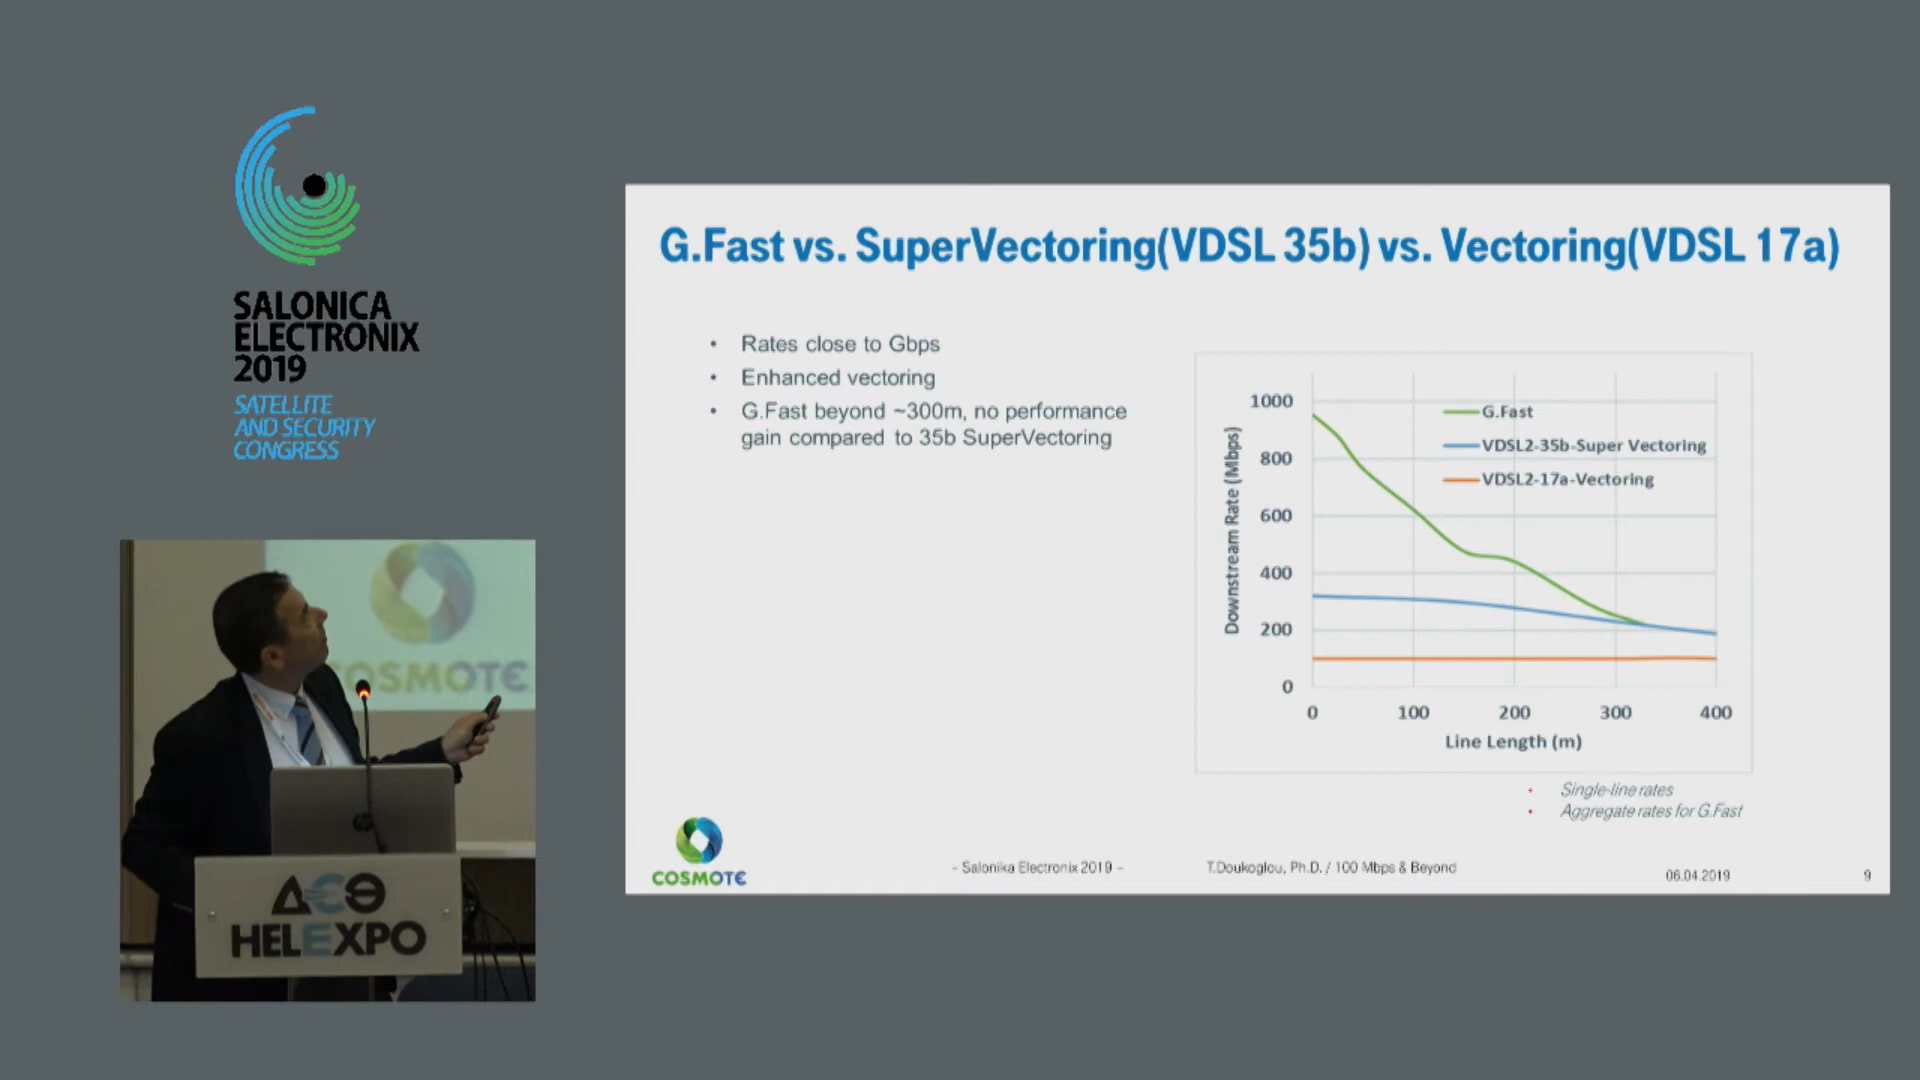 SALONICA
ELECTRONIX
2019
SATELLITE
AND SECURITY
CONGRESS
COSMOTE
ΔΕΘ
HELEXPO
G.Fast vs. SuperVectoring(VDSL 35b) vs. Vectoring(VDSL 17a)
• Rates close to Gbps
• Enhanced vectoring
• G.Fast beyond ~300m, no performance
gain compared to 35b SuperVectoring
Downstream Rate (Mbps)
1000
800
600
400
200
0
G.Fast
VDSL2-35b-Super Vectoring
VDSL2-17a-Vectoring
0 100 200 300 400
Line Length (m)
• Single-line rates
• Aggregate rates for G.Fast
COSMOTE
- Salonika Electronix 2019 -
T.Doukoglou, Ph.D. / 100 Mbps & Beyond
06.04.2019
9